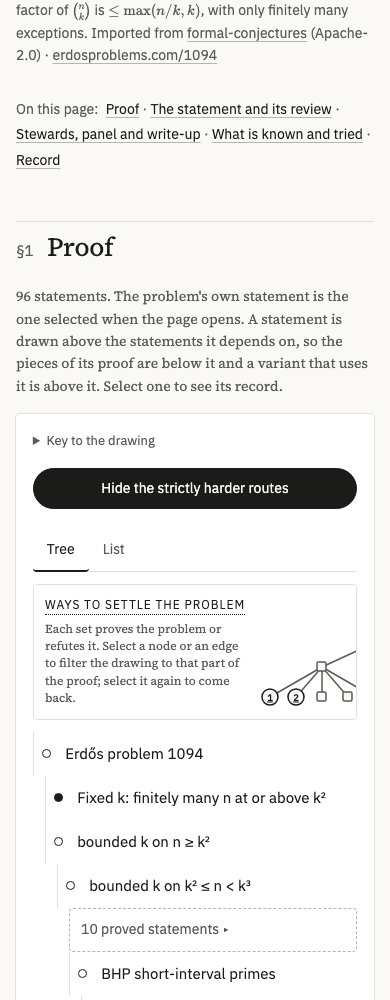 factor of (n k) is ≤ max(n/k, k), with only finitely many
exceptions. Imported from formal-conjectures (Apache-
2.0) · erdosproblems.com/1094
On this page: Proof · The statement and its review ·
Stewards, panel and write-up · What is known and tried ·
Record
§1 Proof
96 statements. The problem's own statement is the
one selected when the page opens. A statement is
drawn above the statements it depends on, so the
pieces of its proof are below it and a variant that uses
it is above it. Select one to see its record.
▶ Key to the drawing
Hide the strictly harder routes
Tree List
WAYS TO SETTLE THE PROBLEM
Each set proves the problem or
refutes it. Select a node or an edge
to filter the drawing to that part of
the proof; select it again to come
back.
1 2
Erdős problem 1094
Fixed k: finitely many n at or above k²
bounded k on n ≥ k²
bounded k on k² ≤ n < k³
10 proved statements ▸
BHP short-interval primes